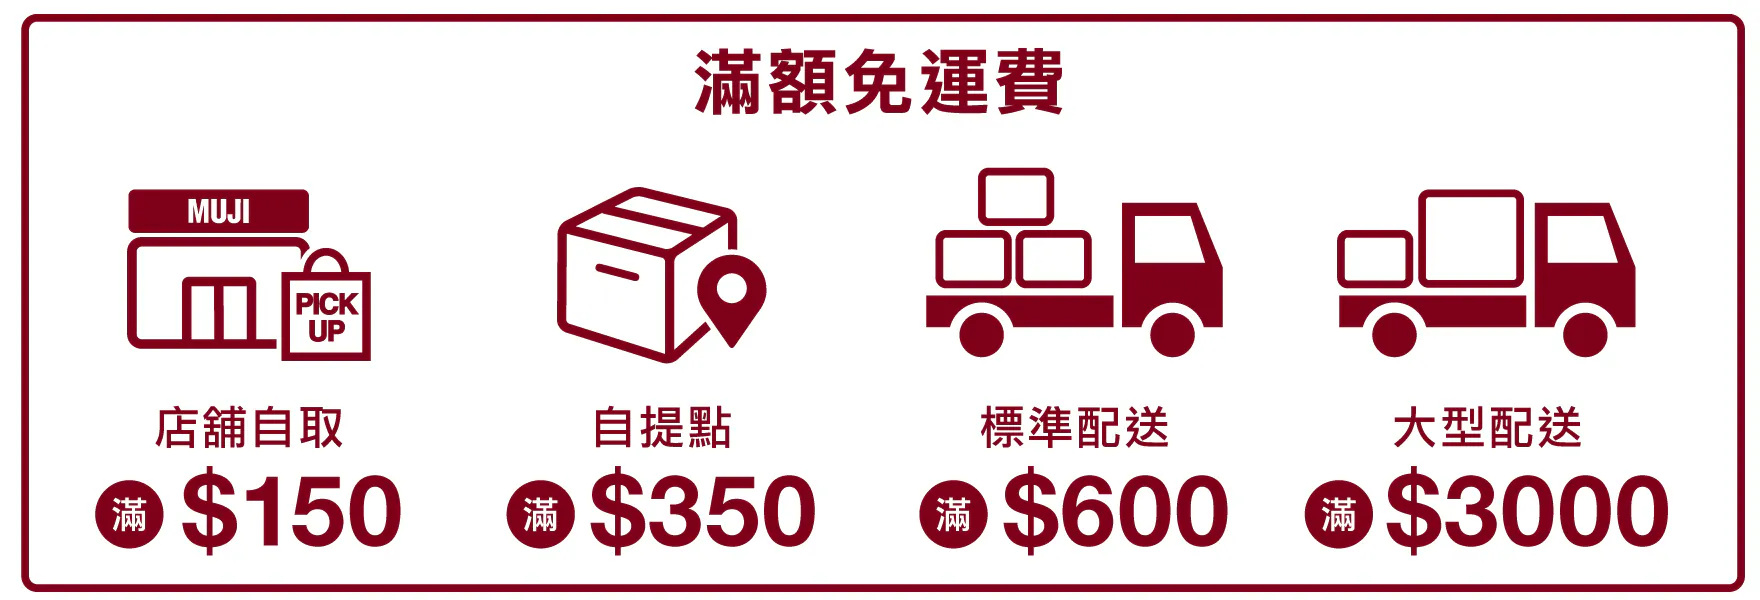 滿額免運費
MUJI
PICK
UP
店舖自取
滿 $150
自提點
滿 $350
標準配送
滿 $600
大型配送
滿 $3000